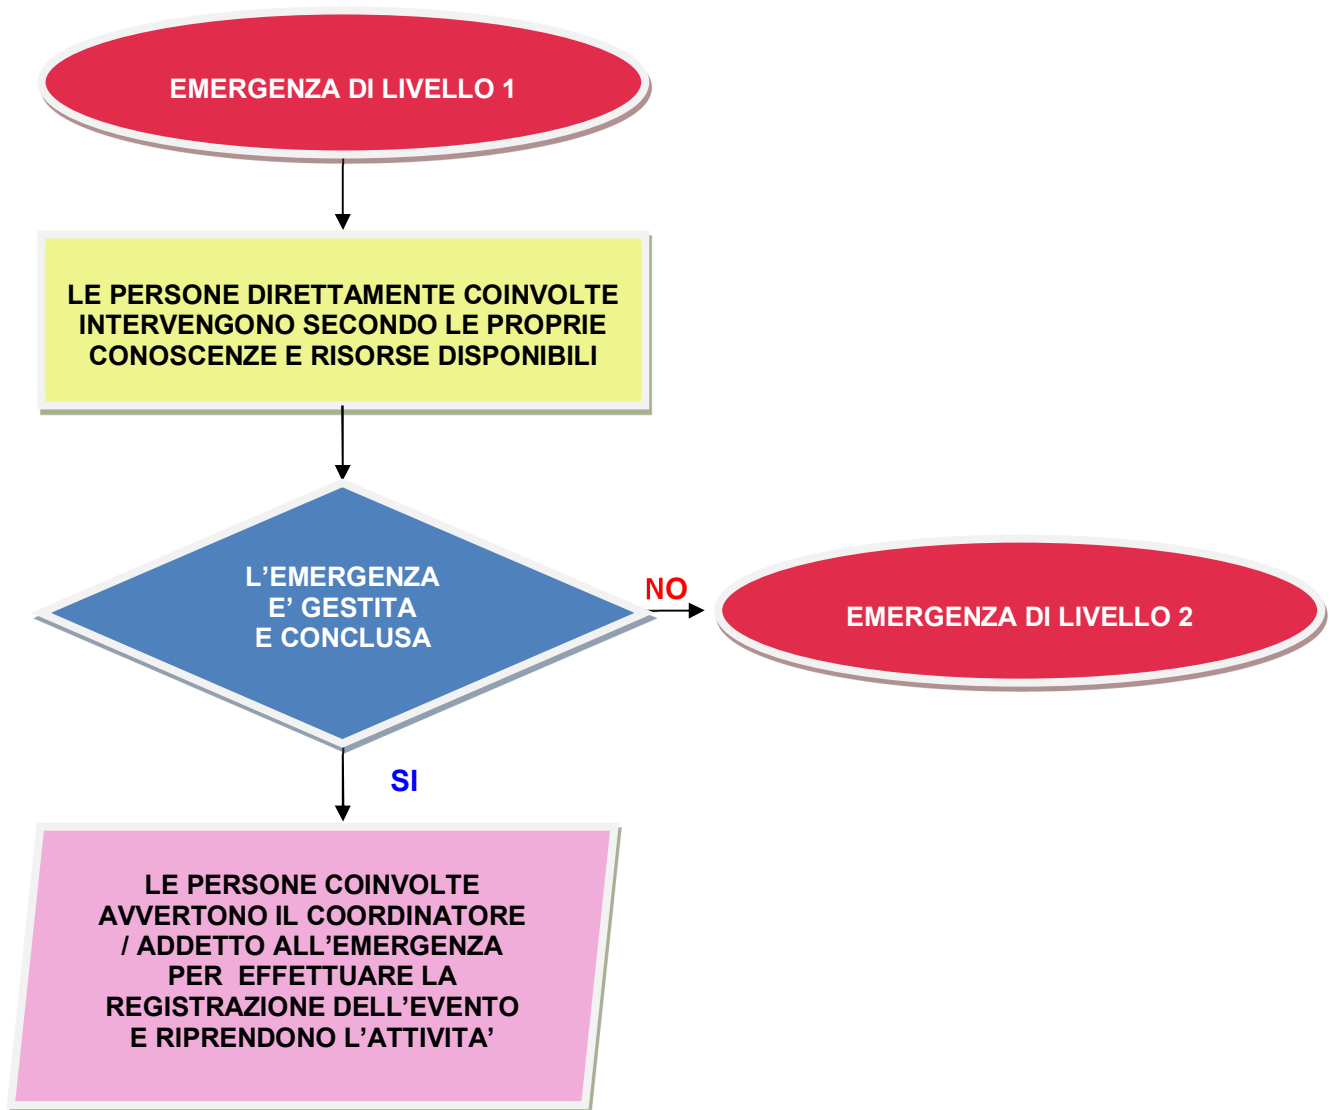 EMERGENZA DI LIVELLO 1
LE PERSONE DIRETTAMENTE COINVOLTE
INTERVENGONO SECONDO LE PROPRIE
CONOSCENZE E RISORSE DISPONIBILI
L’EMERGENZA
E’ GESTITA
E CONCLUSA
NO
EMERGENZA DI LIVELLO 2
SI
LE PERSONE COINVOLTE
AVVERTONO IL COORDINATORE
/ ADDETTO ALL’EMERGENZA
PER EFFETTUARE LA
REGISTRAZIONE DELL’EVENTO
E RIPRENDONO L’ATTIVITA’